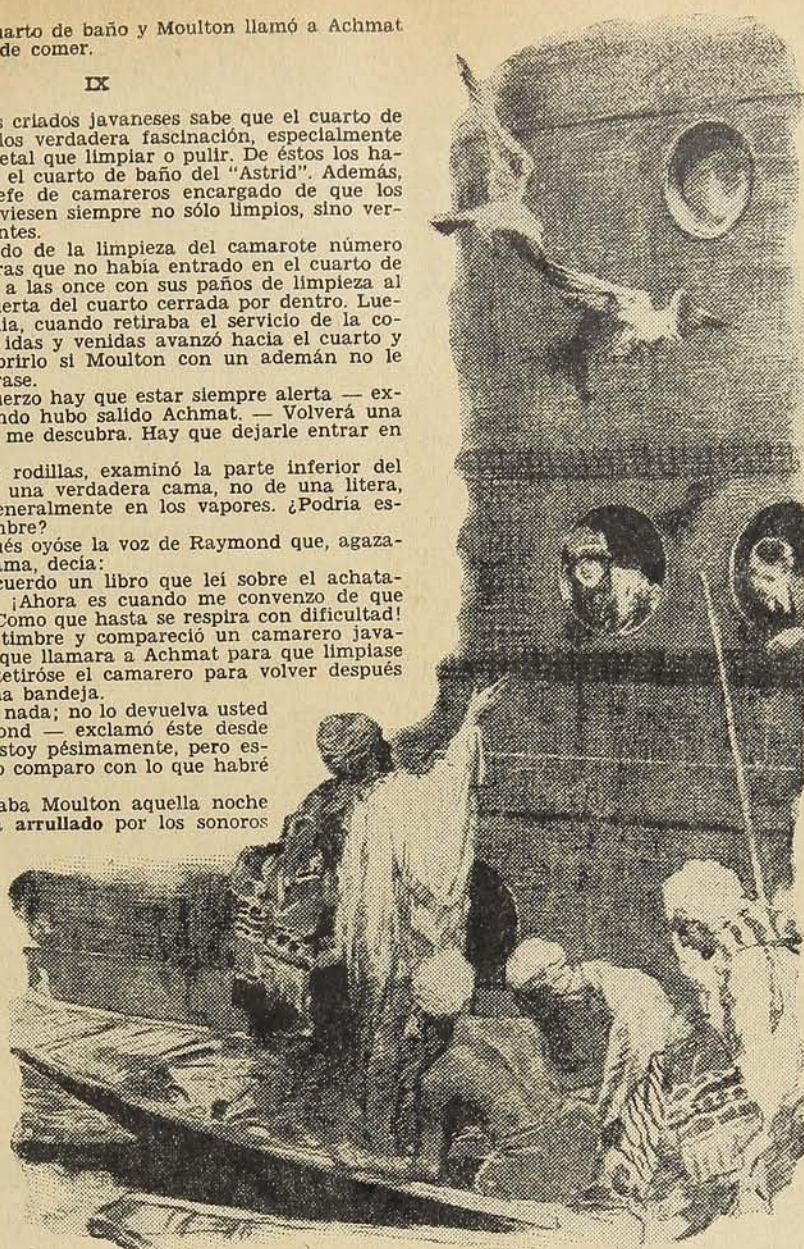 uarto de baño y Moulton llamó a Achmat
de comer.
IX
s criados javaneses sabe que el cuarto de
los verdadera fascinación, especialmente
etal que limpiar o pulir. De éstos los ha-
el cuarto de baño del "Astrid". Además,
efe de camareros encargado de que los
viesen siempre no sólo limpios, sino ver-
ntes.
do de la limpieza del camarote número
ras que no había entrado en el cuarto de
a las once con sus paños de limpieza al
erta del cuarto cerrada por dentro. Lue-
ia, cuando retiraba el servicio de la co-
idas y venidas avanzó hacia el cuarto y
brirlo si Moulton con un ademán no le
rase.
uerzo hay que estar siempre alerta — ex-
ndo hubo salido Achmat. — Volverá una
me descubra. Hay que dejarle entrar en
rodillas, examinó la parte inferior del
una verdadera cama, no de una litera,
eneralmente en los vapores. ¿Podría es-
mbre?
ués oyóse la voz de Raymond que, agaza-
ama, decía:
cuerdo un libro que leí sobre el achata-
¡Ahora es cuando me convenzo de que
Como que hasta se respira con dificultad!
timbre y compareció un camarero java-
que llamara a Achmat para que limpiase
etiróse el camarero para volver después
na bandeja.
nada; no lo devuelva usted
ond — exclamó éste desde
stoy pésimamente, pero es-
o comparo con lo que habré
aba Moulton aquella noche
arrullado por los sonoros